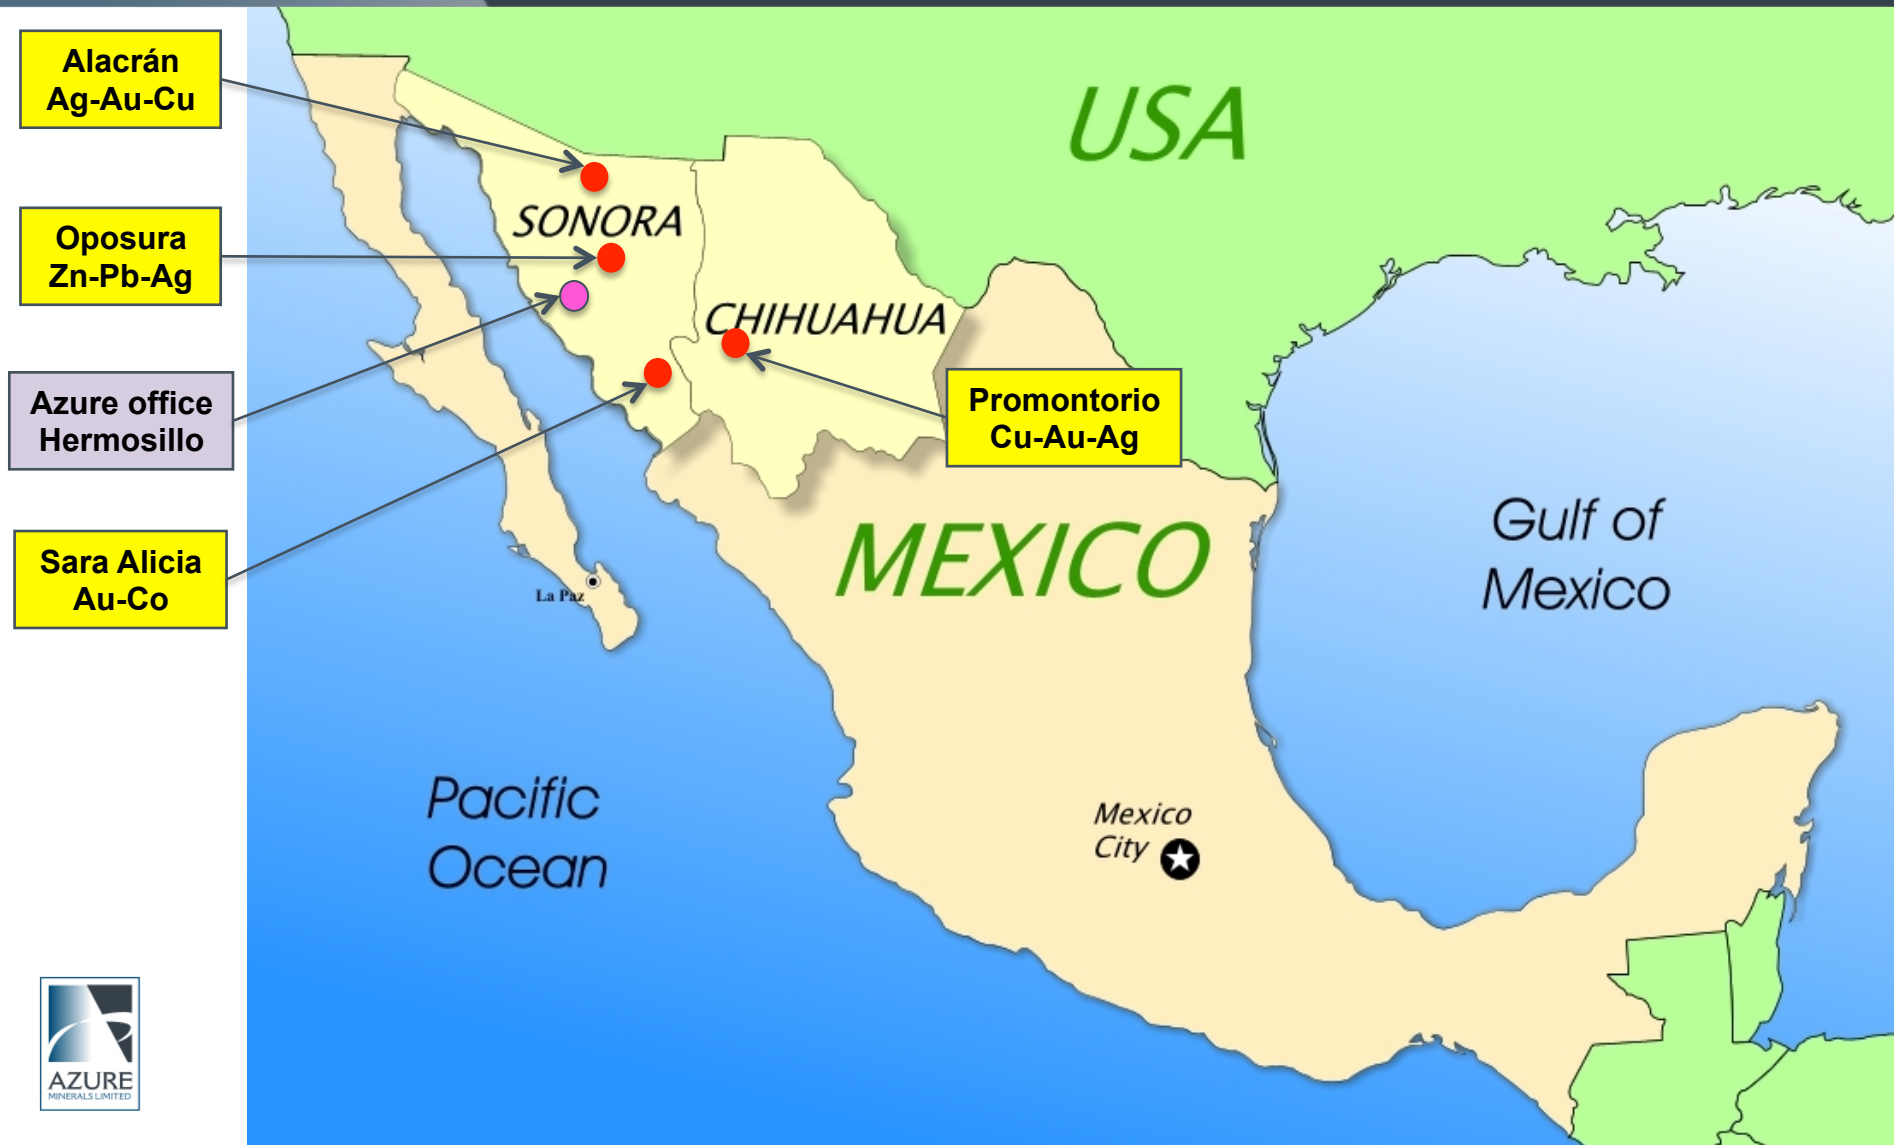 Alacrán
Ag-Au-Cu
Oposura
Zn-Pb-Ag
Azure office
Hermosillo
Sara Alicia
Au-Co
Promontorio
Cu-Au-Ag
USA
SONORA
CHIHUAHUA
MEXICO
Gulf of
Mexico
La Paz
Pacific
Ocean
Mexico
City
AZURE
MINERALS LIMITED